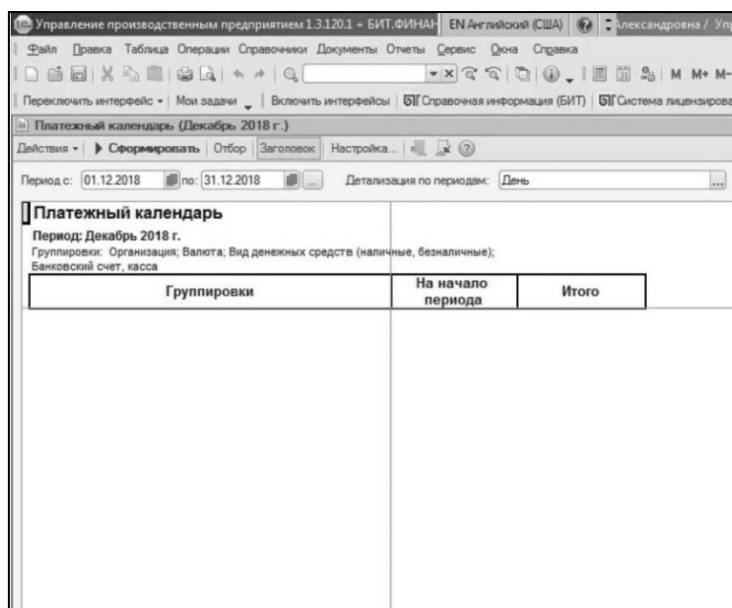 Управление производственным предприятием 1.3.120.1 + БИТ.ФИНАН EN Английский (США) Александровна / Упр
Файл Правка Таблица Операции Справочники Документы Отчеты Сервис Окна Справка
M M+ M-
Переключить интерфейс Мои задачи Включить интерфейсы БИТ Справочная информация (БИТ) БИТ Система лицензирова
Платежный календарь (Декабрь 2018 г.)
Действия Сформировать Отбор Заголовок Настройка...
Период с: 01.12.2018 по: 31.12.2018 ... Детализация по периодам: День ...
Платежный календарь
Период: Декабрь 2018 г.
Группировки: Организация; Валюта; Вид денежных средств (наличные, безналичные);
Банковский счет, касса
Группировки На начало периода Итого